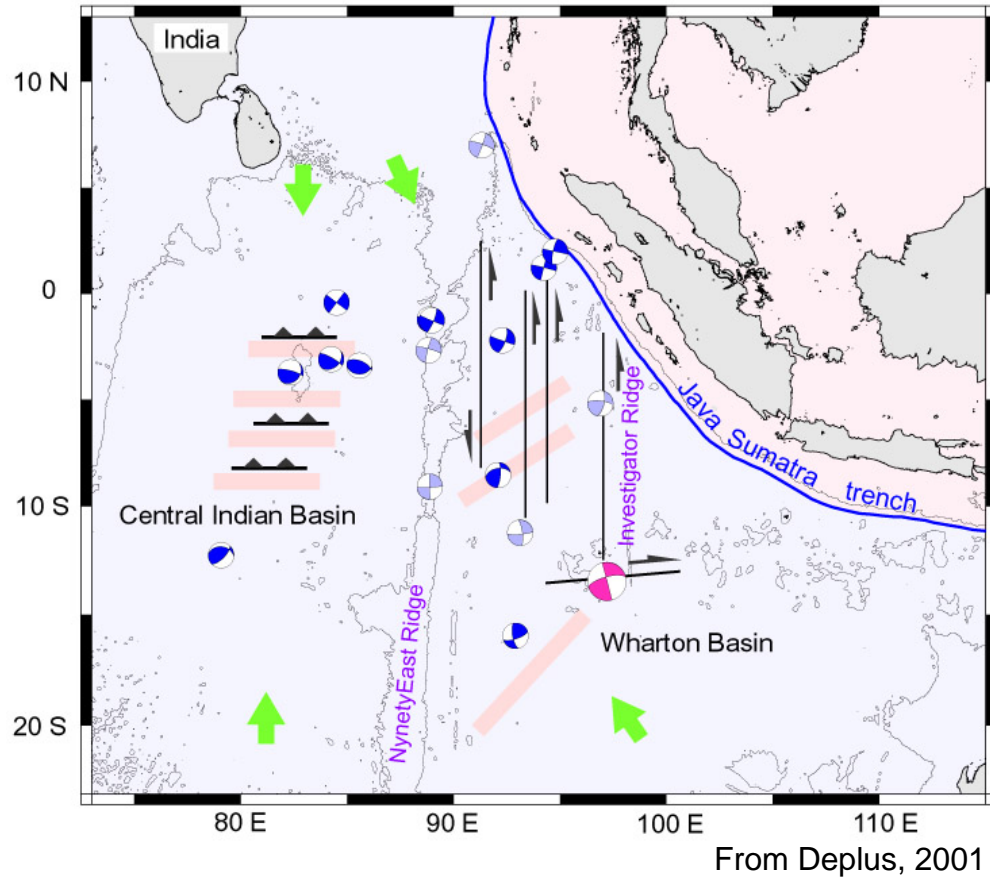 India
10 N
0
10 S
20 S
Java Sumatra trench
Investigator Ridge
Central Indian Basin
NynetyEast Ridge
Wharton Basin
80 E
90 E
100 E
110 E
From Deplus, 2001